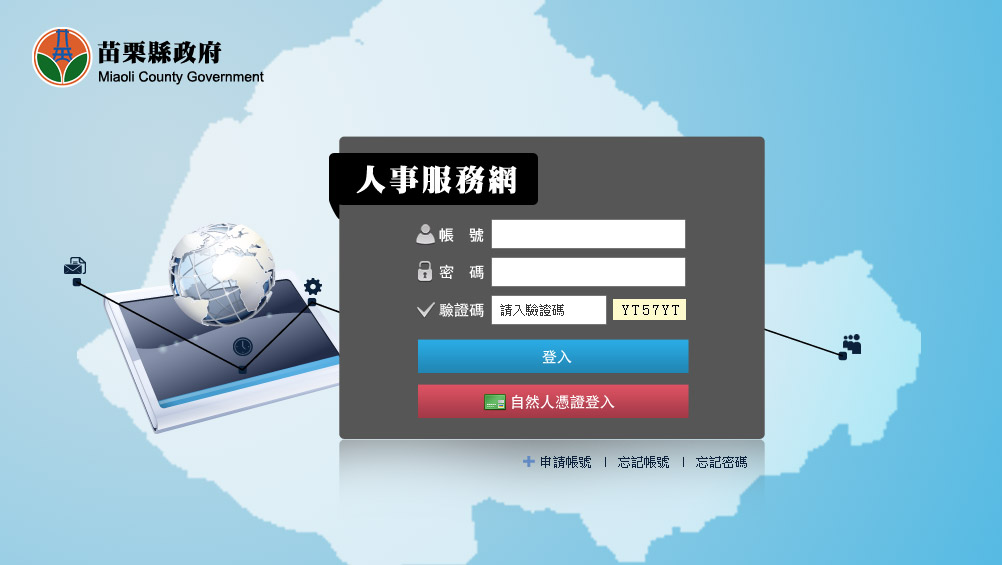 苗栗縣政府
Miaoli County Government
人事服務網
帳 號
密 碼
驗證碼 請入驗證碼 YT57YT
登入
自然人憑證登入
申請帳號 | 忘記帳號 | 忘記密碼